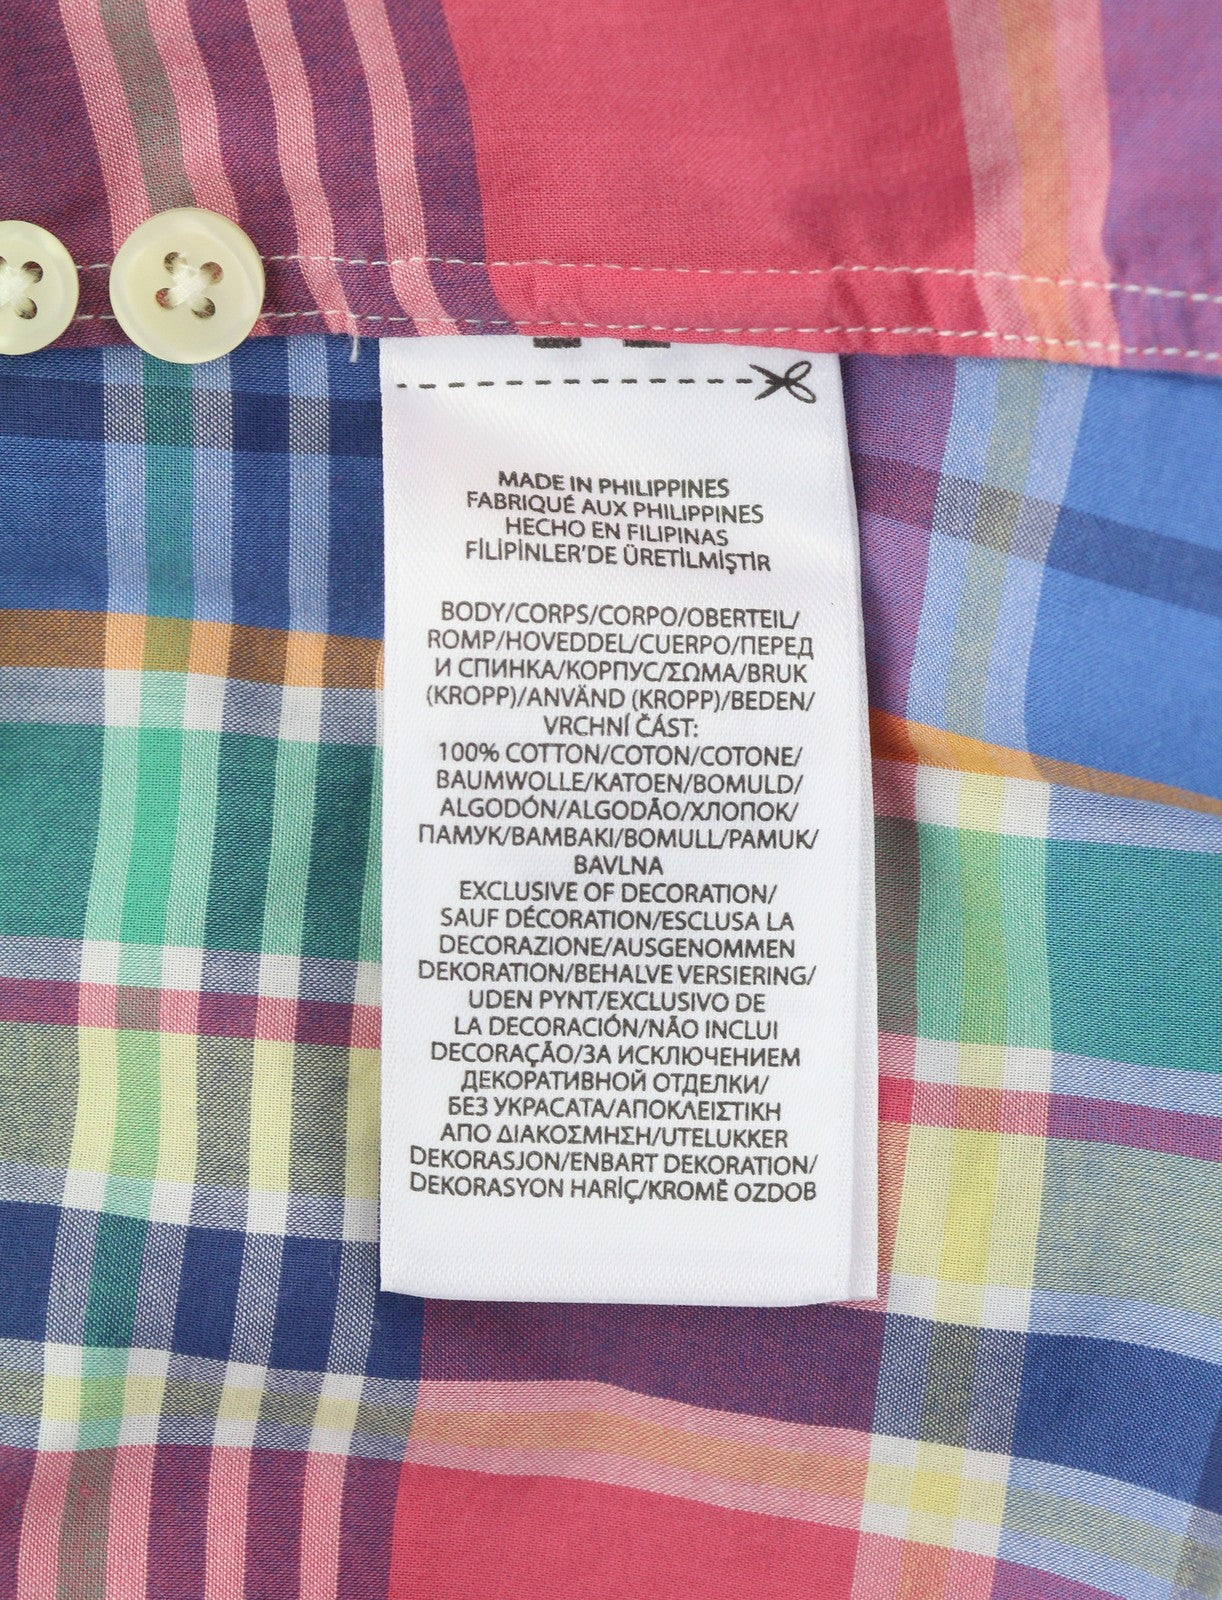 MADE IN PHILIPPINES
FABRIQUÉ AUX PHILIPPINES
HECHO EN FILIPINAS
FİLİPİNLER'DE ÜRETİLMİŞTİR
BODY/CORPS/CORPO/OBERTEIL/
ROMP/HOVEDDEL/CUERPO/ПЕРЕД
И СПИНКА/КОРПУС/ΣΩΜΑ/BRUK
(KROPP)/ANVÄND (KROPP)/BEDEN/
VRCHNÍ ČÁST:
100% COTTON/COTON/COTONE/
BAUMWOLLE/KATOEN/BOMULD/
ALGODÓN/ALGODÃO/ХЛОПОК/
ПАМУК/ΒΑΜΒΑΚΙ/BOMULL/PAMUK/
BAVLNA
EXCLUSIVE OF DECORATION/
SAUF DÉCORATION/ESCLUSA LA
DECORAZIONE/AUSGENOMMEN
DEKORATION/BEHALVE VERSIERING/
UDEN PYNT/EXCLUSIVO DE
LA DECORACIÓN/NÃO INCLUI
DECORAÇÃO/ЗА ИСКЛЮЧЕНИЕМ
ДЕКОРАТИВНОЙ ОТДЕЛКИ/
БЕЗ УКРАСАТА/ΑΠΟΚΛΕΙΣΤΙΚΗ
ΑΠΟ ΔΙΑΚΟΣΜΗΣΗ/UTELUKKER
DEKORASJON/ENBART DEKORATION/
DEKORASYON HARİÇ/KROMĚ OZDOB